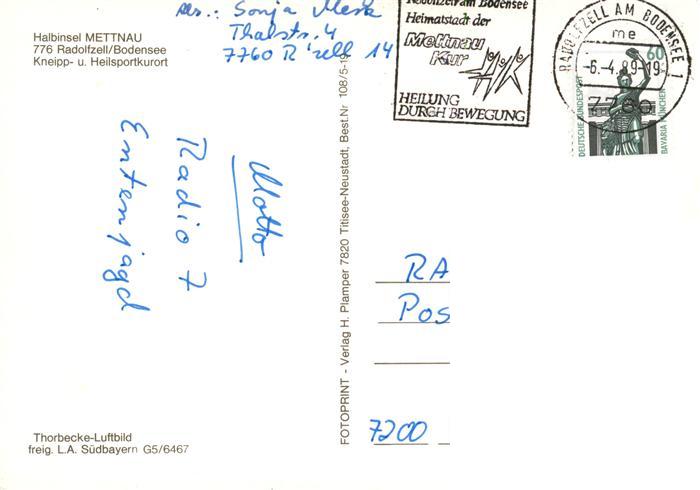 Halbinsel METTNAU
776 Radolfzell/Bodensee
Kneipp- u. Heilsportkurort
Abs.: Sonja Merk
Thalstr. 4
7760 R'zell 14
Radolfzell am Bodensee
Heimatstadt der
Mettnau
Kur
HEILUNG
DURCH BEWEGUNG
RADOLFZELL AM BODENSEE 1
me
-6.-4.89-19
7760
60
DEUTSCHE BUNDESPOST
BAVARIA MÜNCHEN
Motto
Radio 7
Entenjagd
FOTOPRINT - Verlag H. Plamper 7820 Titisee-Neustadt, Best.Nr 108/5-19
RA
Pos
7200
Thorbecke-Luftbild
freig. L.A. Südbayern G5/6467